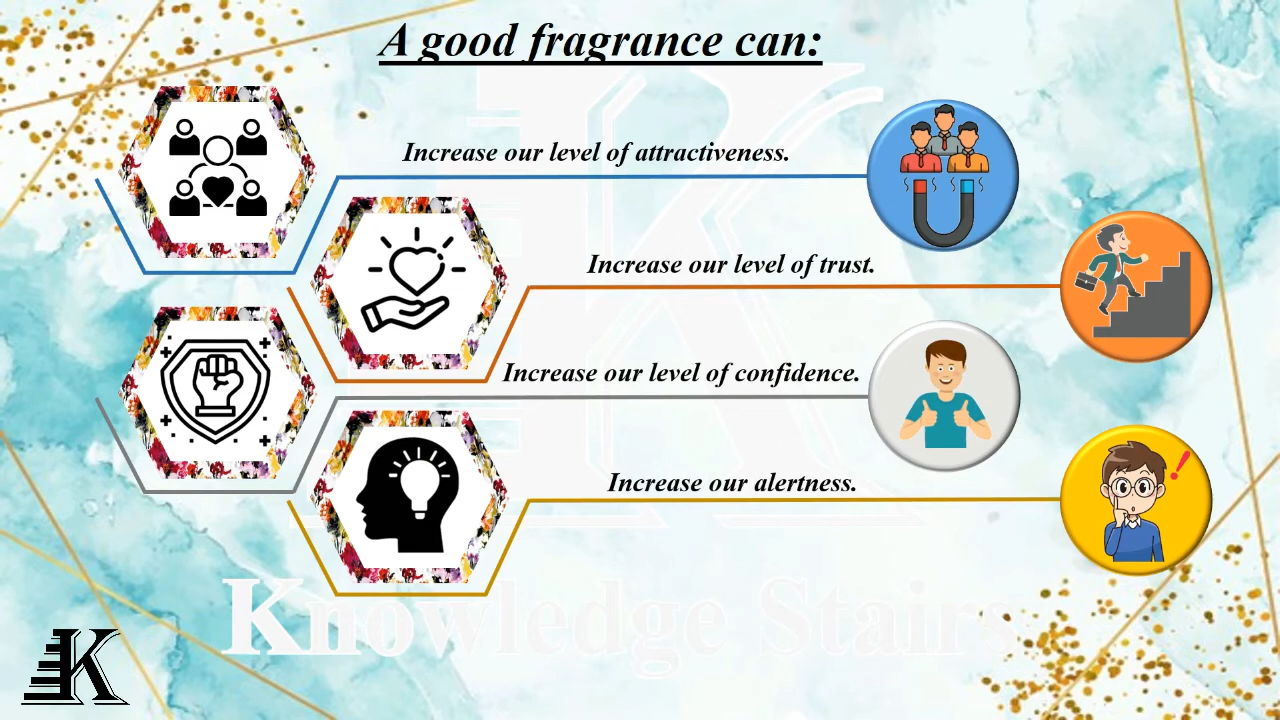 A good fragrance can:
Increase our level of attractiveness.
Increase our level of trust.
Increase our level of confidence.
Increase our alertness.
Knowledge Stairs
K